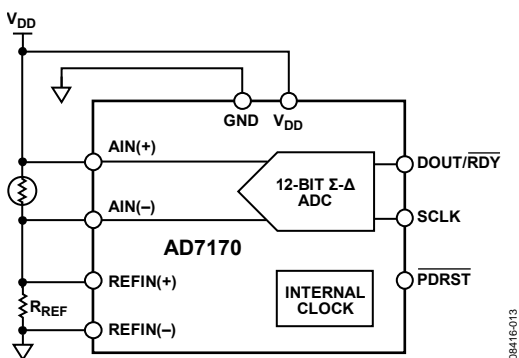 VDD
GND
VDD
AIN(+)
DOUT/RDY
12-BIT Σ-Δ
ADC
AIN(–)
SCLK
AD7170
REFIN(+)
PDRST
INTERNAL
CLOCK
RREF
REFIN(–)
08416-013